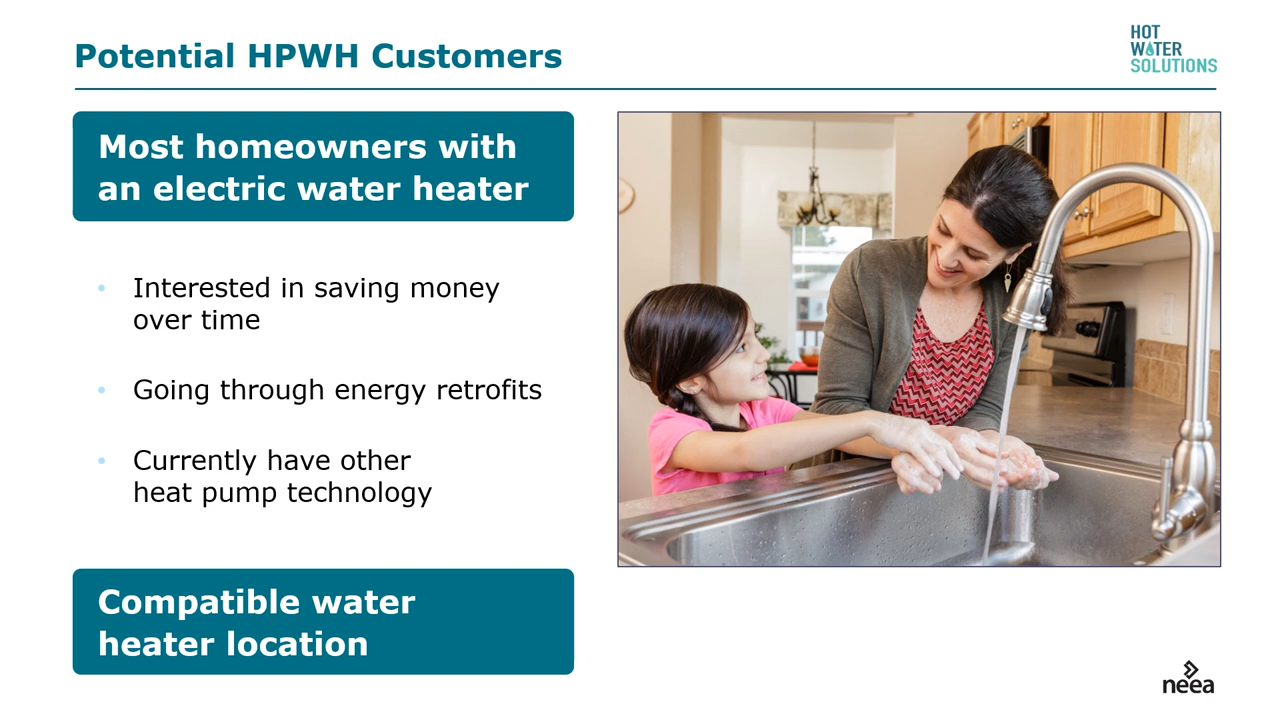 Potential HPWH Customers
HOT
WATER
SOLUTIONS
Most homeowners with
an electric water heater
• Interested in saving money
over time
• Going through energy retrofits
• Currently have other
heat pump technology
Compatible water
heater location
neea